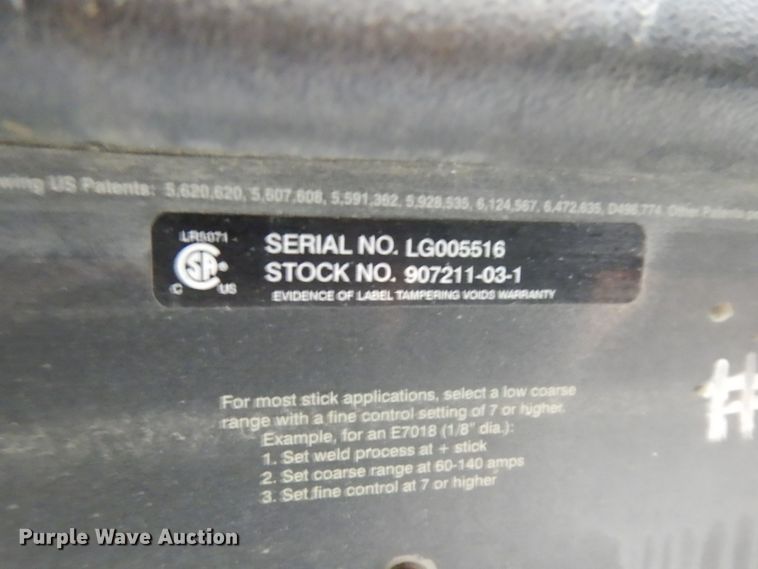 wing US Patents: 5,620,620, 5,607,608, 5,591,362, 5,928,535, 6,124,567, 6,472,635, D496,774. Other Patents pe
LR9071
SERIAL NO. LG005516
STOCK NO. 907211-03-1
C US
EVIDENCE OF LABEL TAMPERING VOIDS WARRANTY
For most stick applications, select a low coarse
range with a fine control setting of 7 or higher.
Example, for an E7018 (1/8" dia.):
1. Set weld process at + stick
2. Set coarse range at 60-140 amps
3. Set fine control at 7 or higher
#
Purple Wave Auction